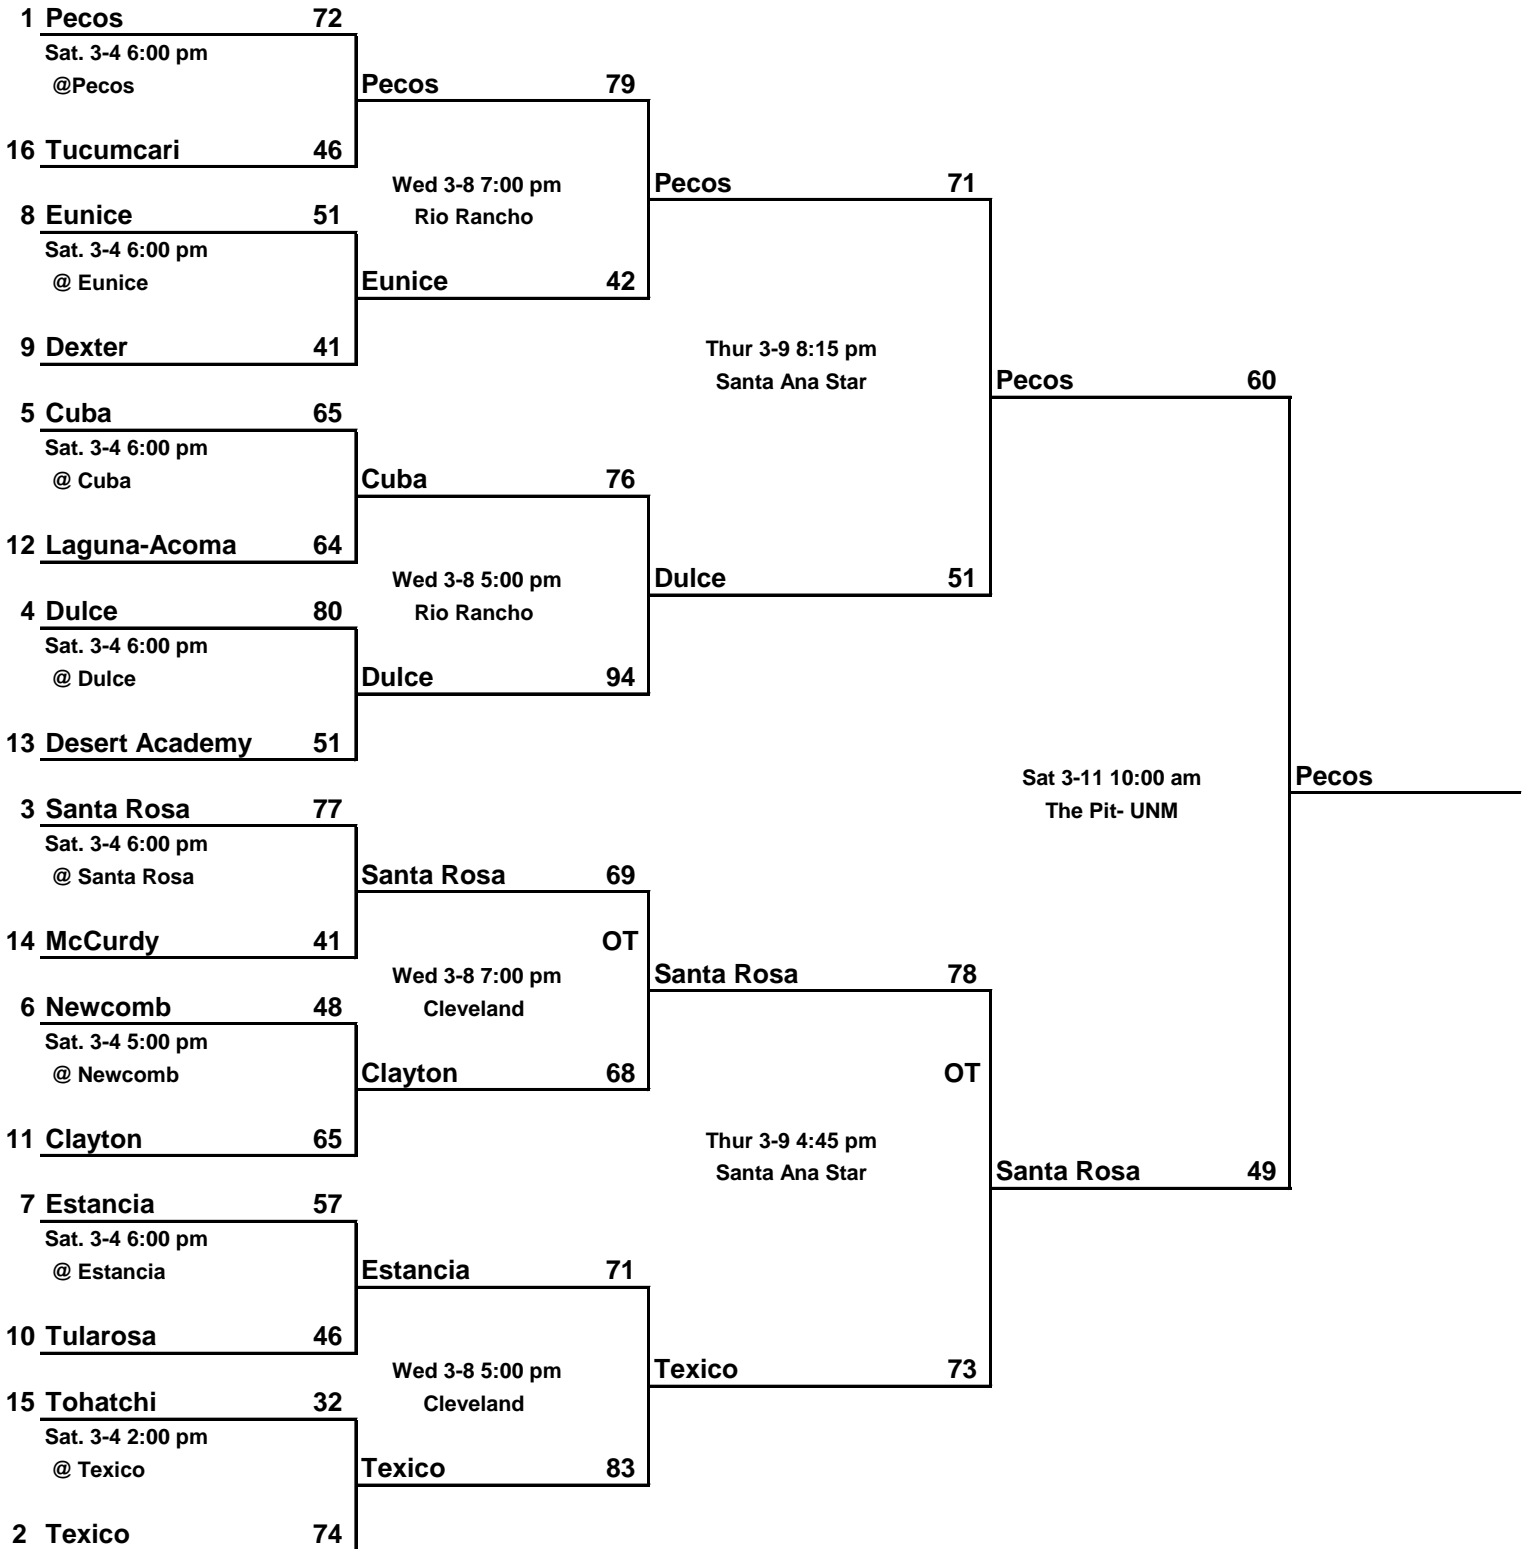 1 Pecos 72
Sat. 3-4 6:00 pm
@Pecos
Pecos 79
16 Tucumcari 46
Wed 3-8 7:00 pm
Rio Rancho
Pecos 71
8 Eunice 51
Sat. 3-4 6:00 pm
@ Eunice
Eunice 42
9 Dexter 41
Thur 3-9 8:15 pm
Santa Ana Star
Pecos 60
5 Cuba 65
Sat. 3-4 6:00 pm
@ Cuba
Cuba 76
12 Laguna-Acoma 64
Wed 3-8 5:00 pm
Rio Rancho
Dulce 51
4 Dulce 80
Sat. 3-4 6:00 pm
@ Dulce
Dulce 94
13 Desert Academy 51
Sat 3-11 10:00 am
The Pit- UNM
Pecos
3 Santa Rosa 77
Sat. 3-4 6:00 pm
@ Santa Rosa
Santa Rosa 69
14 McCurdy 41
OT
Wed 3-8 7:00 pm
Cleveland
Santa Rosa 78
6 Newcomb 48
Sat. 3-4 5:00 pm
@ Newcomb
Clayton 68
OT
11 Clayton 65
Thur 3-9 4:45 pm
Santa Ana Star
Santa Rosa 49
7 Estancia 57
Sat. 3-4 6:00 pm
@ Estancia
Estancia 71
10 Tularosa 46
Wed 3-8 5:00 pm
Cleveland
Texico 73
15 Tohatchi 32
Sat. 3-4 2:00 pm
@ Texico
Texico 83
2 Texico 74